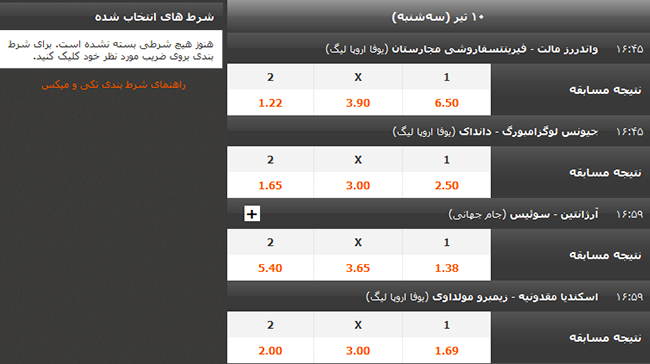 ۱۰ تیر (سه‌شنبه)
۱۶:۴۵ واندررز مالت - فیرینتسفاروشی مجارستان (یوفا اروپا لیگ)
نتیجه مسابقه
1 X 2
6.50 3.90 1.22
۱۶:۴۵ جیونس لوگزامبورگ - دانداک (یوفا اروپا لیگ)
نتیجه مسابقه
1 X 2
2.50 3.00 1.65
۱۶:۵۹ آرژانتین - سوئیس (جام جهانی) +
نتیجه مسابقه
1 X 2
1.38 3.65 5.40
۱۶:۵۹ اسکندیا مقدونیه - زیمبرو مولداوی (یوفا اروپا لیگ)
نتیجه مسابقه
1 X 2
1.69 3.00 2.00
شرط های انتخاب شده
هنوز هیچ شرطی بسته نشده است. برای شرط
بندی بروی ضریب مورد نظر خود کلیک کنید.
راهنمای شرط بندی تکی و میکس